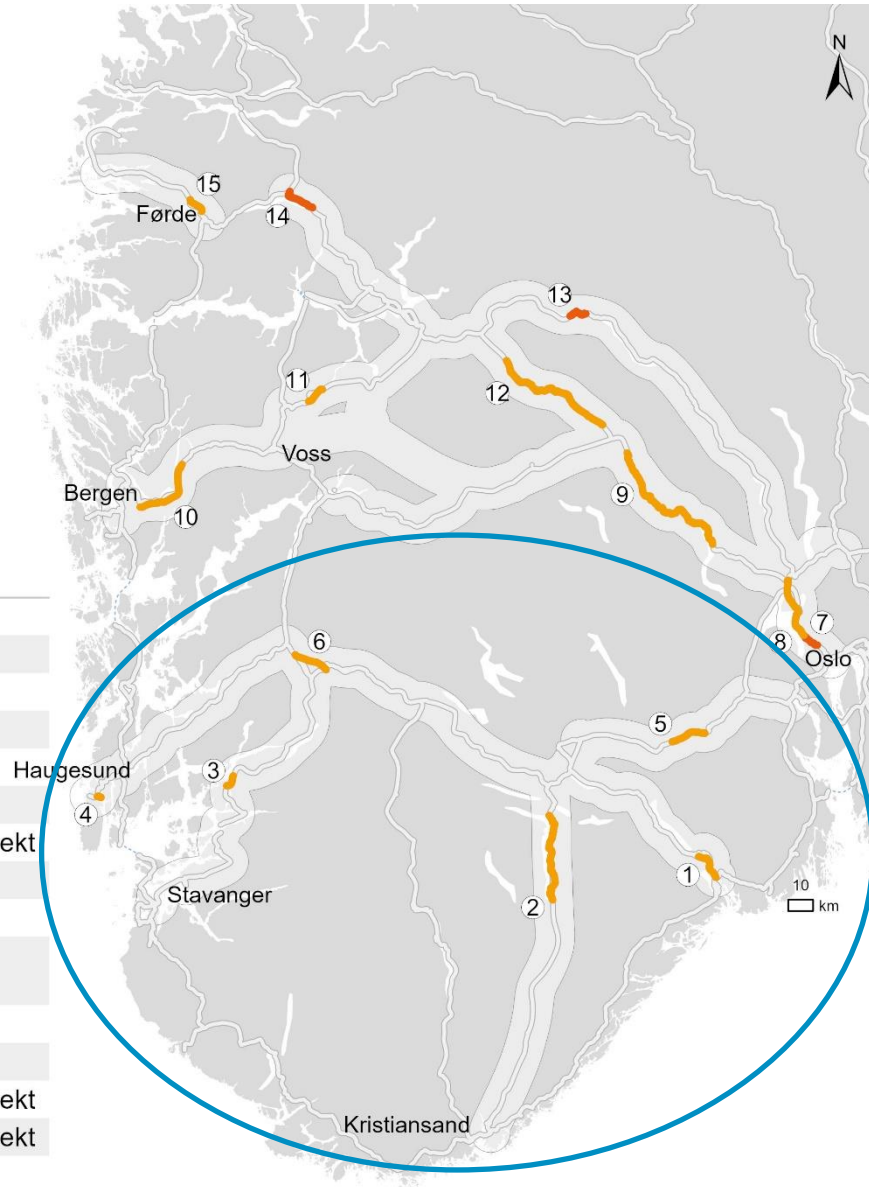 N
15
Førde
14
13
11
12
Voss
Bergen
9
10
7
8
Oslo
6
5
Haugesund
3
4
ekt
1
10
km
Stavanger
2
ekt
Kristiansand
ekt